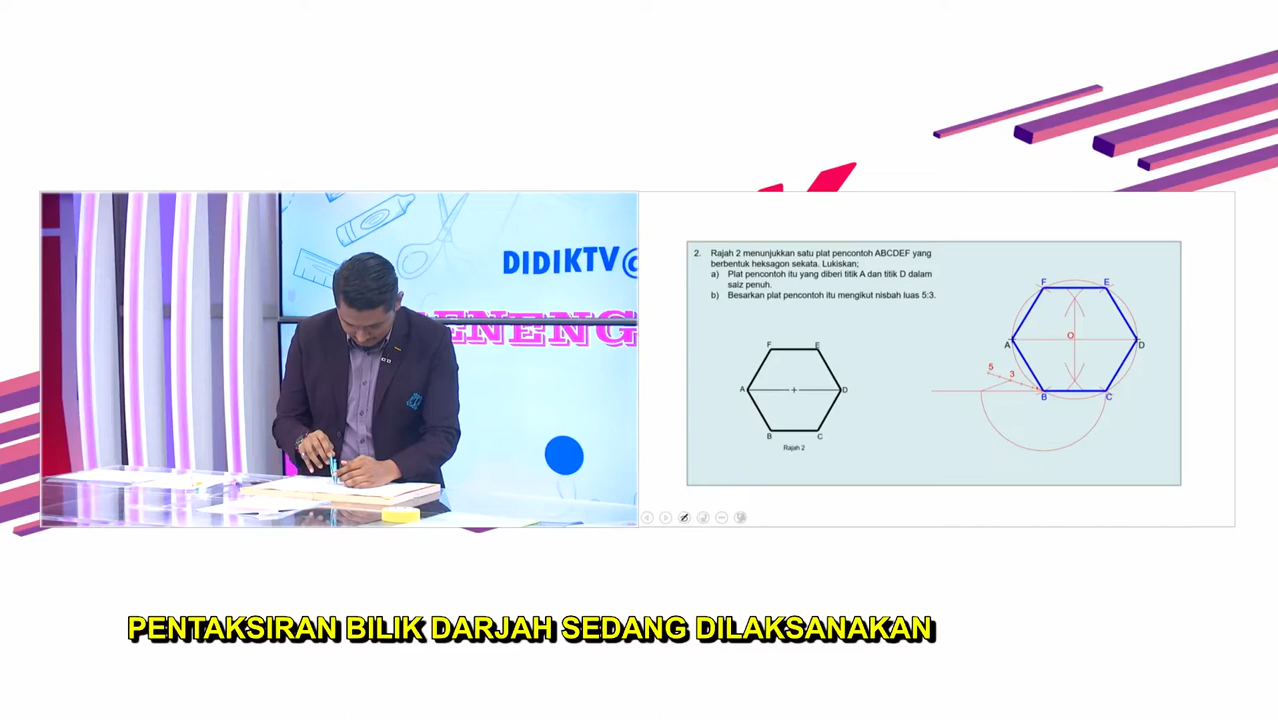 DIDIKTV@
ENENG
2. Rajah 2 menunjukkan satu plat pencontoh ABCDEF yang
berbentuk heksagon sekata. Lukiskan;
a) Plat pencontoh itu yang diberi titik A dan titik D dalam
saiz penuh.
b) Besarkan plat pencontoh itu mengikut nisbah luas 5:3.
F E
A D
B C
Rajah 2
F E
O
A D
5 3
B C
PENTAKSIRAN BILIK DARJAH SEDANG DILAKSANAKAN